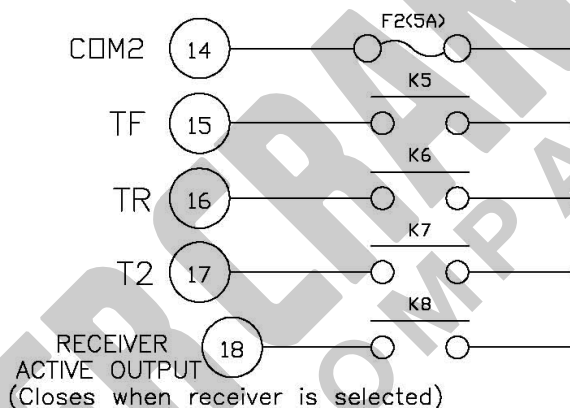 COM2 14 F2(5A)
TF 15 K5
TR 16 K6
T2 17 K7
RECEIVER
ACTIVE OUTPUT 18 K8
(Closes when receiver is selected)